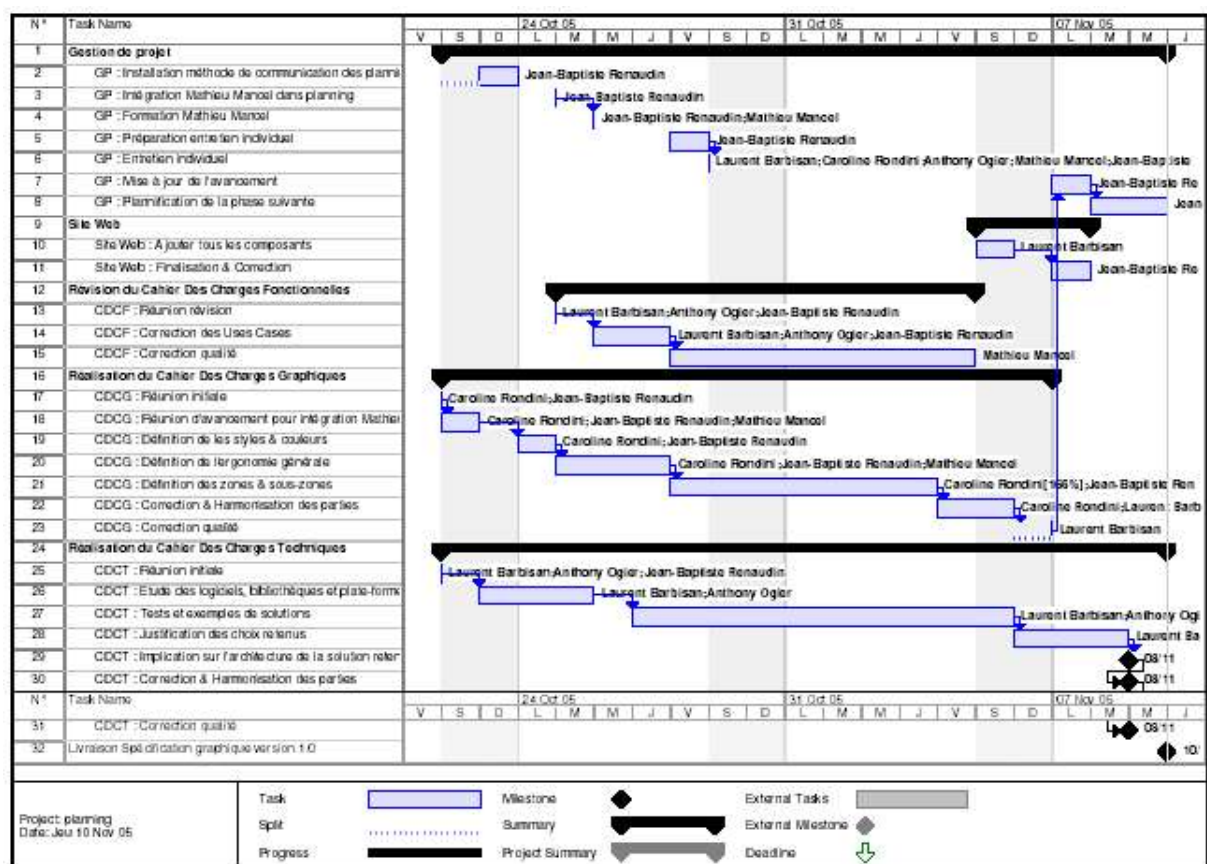 N° Task Name 24 Oct 05 31 Oct 05 07 Nov 05
V S D L M M J V S D L M M J V S D L M M J
1 Gestion de projet
2 GP : Installation méthode de communication des planni Jean-Baptiste Renaudin
3 GP : Intégration Mathieu Mancel dans planning Jean-Baptiste Renaudin
4 GP : Formation Mathieu Mancel Jean-Baptiste Renaudin;Mathieu Mancel
5 GP : Préparation entretien individuel Jean-Baptiste Renaudin
6 GP : Entretien individuel Laurent Barbisan;Caroline Rondini;Anthony Ogier;Mathieu Mancel;Jean-Baptiste
7 GP : Mise à jour de l'avancement Jean-Baptiste Re
8 GP : Planification de la phase suivante Jean
9 Site Web
10 Site Web : Ajouter tous les composants Laurent Barbisan
11 Site Web : Finalisation & Correction Jean-Baptiste Re
12 Révision du Cahier Des Charges Fonctionnelles
13 CDCF : Réunion révision Laurent Barbisan;Anthony Ogier;Jean-Baptiste Renaudin
14 CDCF : Correction des Uses Cases Laurent Barbisan;Anthony Ogier;Jean-Baptiste Renaudin
15 CDCF : Correction qualité Mathieu Mancel
16 Réalisation du Cahier Des Charges Graphiques
17 CDCG : Réunion initiale Caroline Rondini;Jean-Baptiste Renaudin
18 CDCG : Réunion d'avancement pour intégration Mathieu Caroline Rondini;Jean-Baptiste Renaudin;Mathieu Mancel
19 CDCG : Définition de les styles & couleurs Caroline Rondini;Jean-Baptiste Renaudin
20 CDCG : Définition de l'ergonomie générale Caroline Rondini;Jean-Baptiste Renaudin;Mathieu Mancel
21 CDCG : Définition des zones & sous-zones Caroline Rondini[166%];Jean-Baptiste Ren
22 CDCG : Correction & Harmonisation des parties Caroline Rondini;Laurent Barb
23 CDCG : Correction qualité Laurent Barbisan
24 Réalisation du Cahier Des Charges Techniques
25 CDCT : Réunion initiale Laurent Barbisan;Anthony Ogier;Jean-Baptiste Renaudin
26 CDCT : Etude des logiciels, bibliothèques et plate-forme Laurent Barbisan;Anthony Ogier
27 CDCT : Tests et exemples de solutions Laurent Barbisan;Anthony Ogi
28 CDCT : Justification des choix retenus Laurent Ba
29 CDCT : Implication sur l'architecture de la solution reten 08/11
30 CDCT : Correction & Harmonisation des parties 08/11
N° Task Name 24 Oct 05 31 Oct 05 07 Nov 05
V S D L M M J V S D L M M J V S D L M M J
31 CDCT : Correction qualité 08/11
32 Livraison Spécification graphique version 1.0 10/
Project: planning
Date: Jeu 10 Nov 05
Task Milestone External Tasks
Split Summary External Milestone
Progress Project Summary Deadline